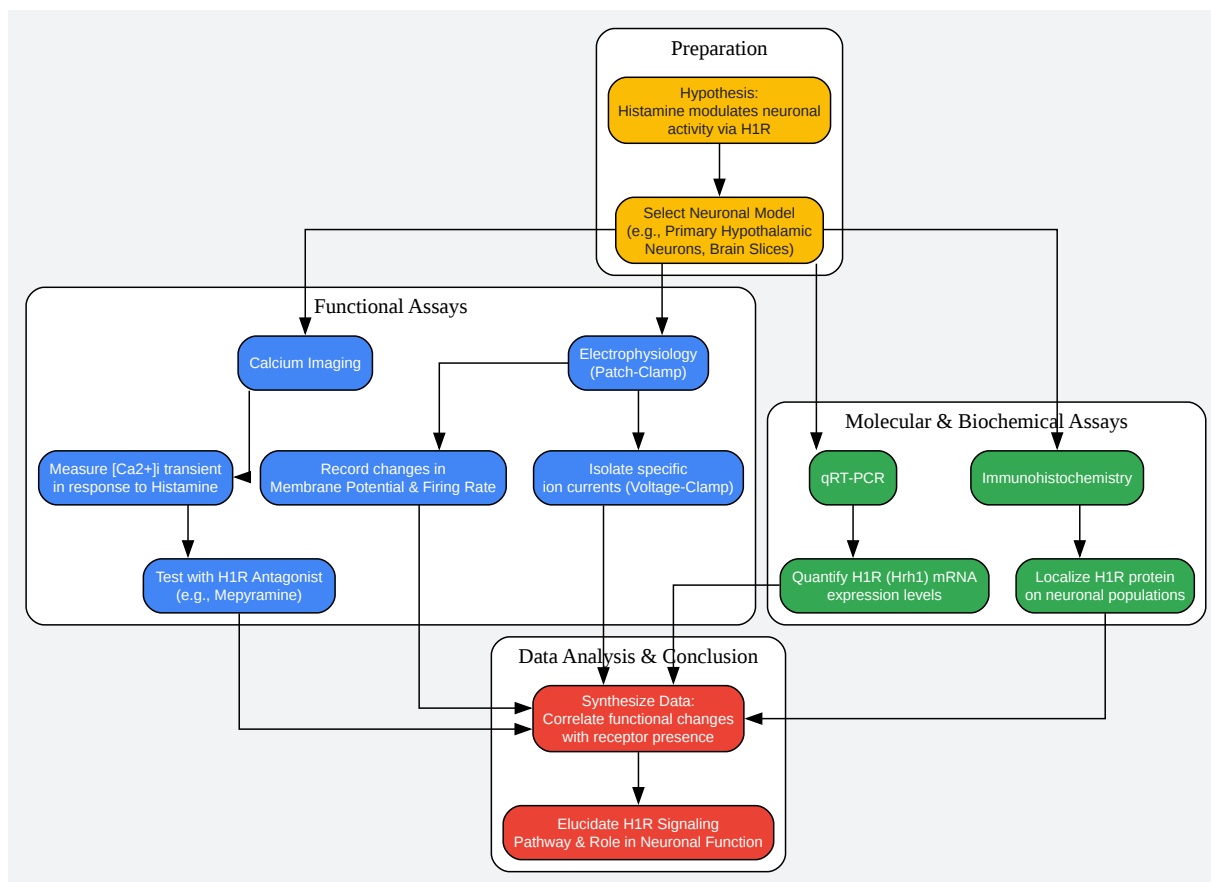 Preparation
Hypothesis:
Histamine modulates neuronal
activity via H1R
Select Neuronal Model
(e.g., Primary Hypothalamic
Neurons, Brain Slices)
Functional Assays
Calcium Imaging
Electrophysiology
(Patch-Clamp)
Measure [Ca2+]i transient
in response to Histamine
Record changes in
Membrane Potential & Firing Rate
Isolate specific
ion currents (Voltage-Clamp)
Test with H1R Antagonist
(e.g., Mepyramine)
Molecular & Biochemical Assays
qRT-PCR
Immunohistochemistry
Quantify H1R (Hrh1) mRNA
expression levels
Localize H1R protein
on neuronal populations
Data Analysis & Conclusion
Synthesize Data:
Correlate functional changes
with receptor presence
Elucidate H1R Signaling
Pathway & Role in Neuronal Function